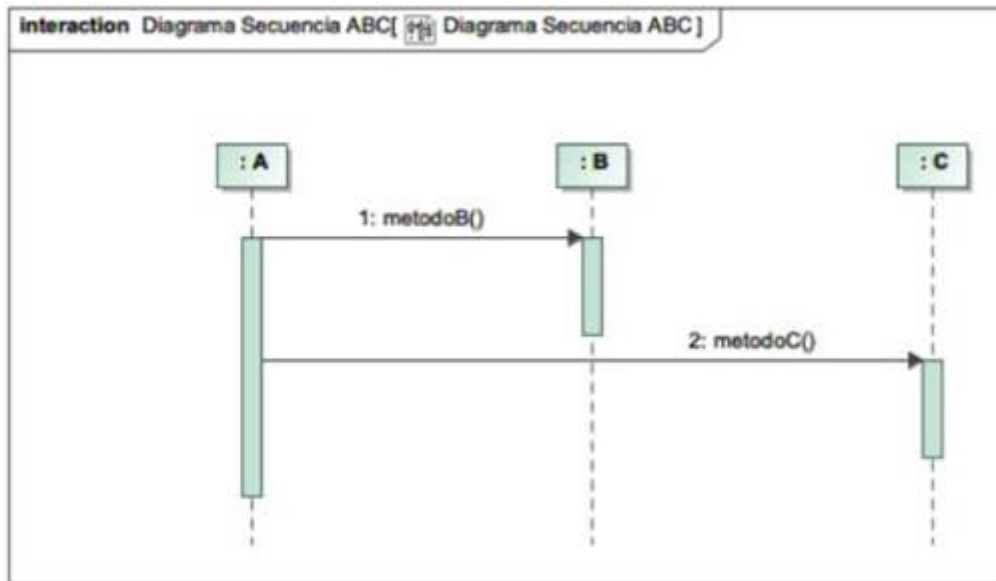 interaction Diagrama Secuencia ABC[ Diagrama Secuencia ABC ]
: A
: B
: C
1: metodoB()
2: metodoC()